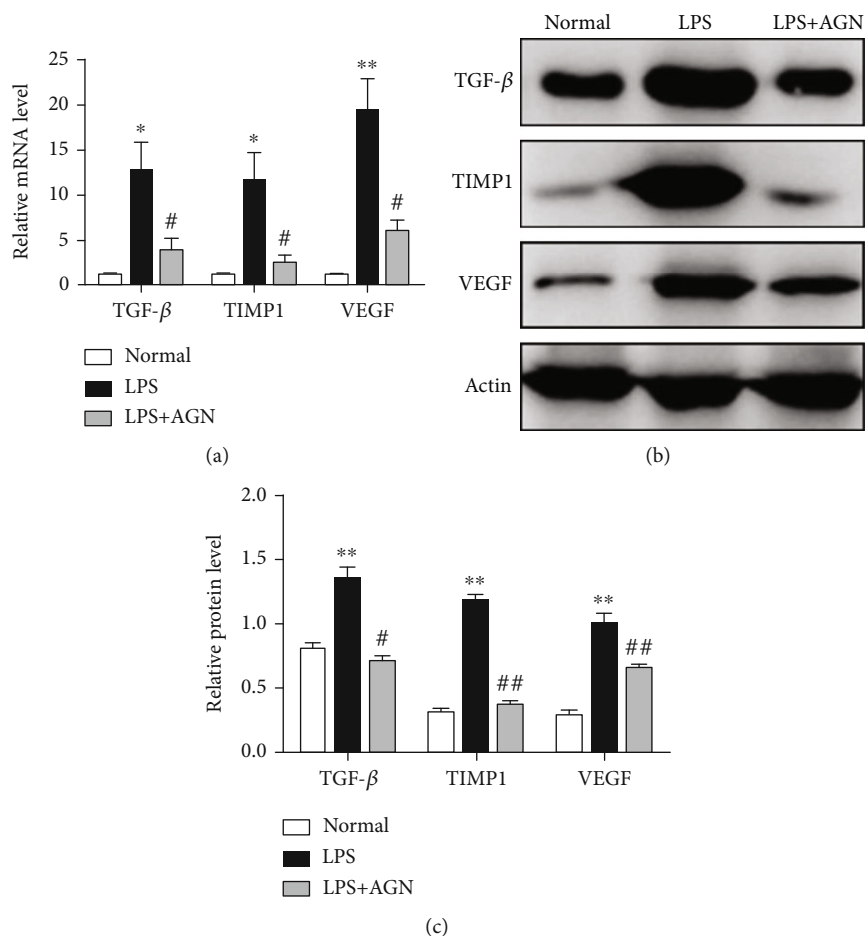 25
20
15
10
5
0
Relative mRNA level
* * **
# # #
TGF-β TIMP1 VEGF
Normal
LPS
LPS+AGN
(a)
Normal LPS LPS+AGN
TGF-β
TIMP1
VEGF
Actin
(b)
2.0
1.5
1.0
0.5
0.0
Relative protein level
** ** **
# ## ##
TGF-β TIMP1 VEGF
Normal
LPS
LPS+AGN
(c)